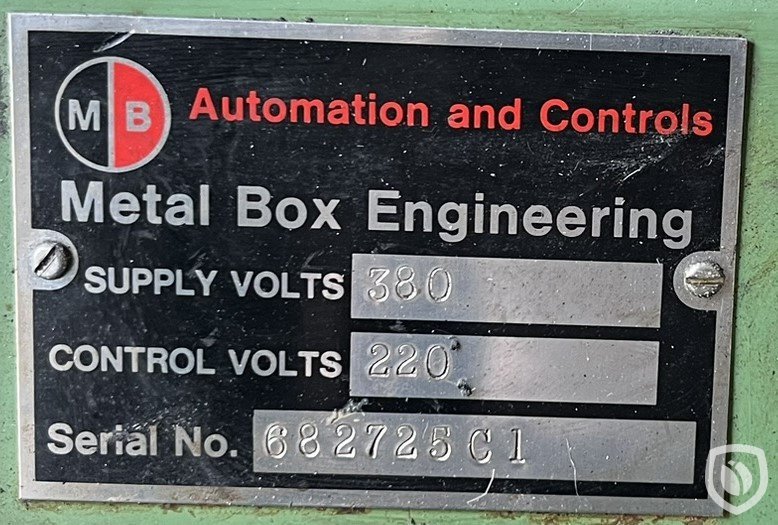 MB Automation and Controls
Metal Box Engineering
SUPPLY VOLTS 380
CONTROL VOLTS 220
Serial No. 682725C1